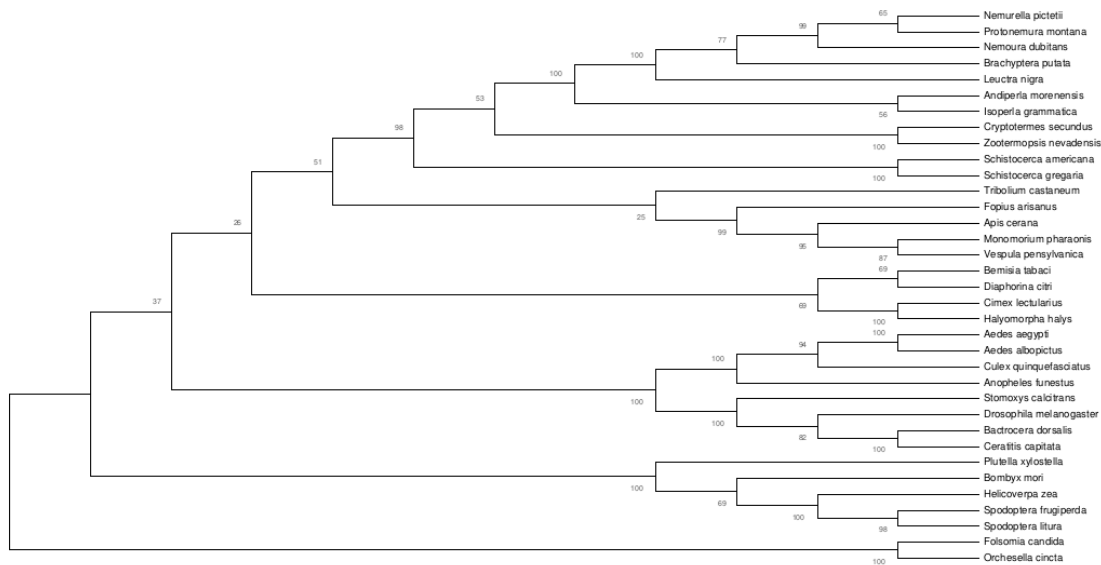 65
Nemurella pictetii
Protonemura montana
99
Nemoura dubitans
77
Brachyptera putata
100
Leuctra nigra
100
Andiperla morenensis
56
Isoperla grammatica
53
Cryptotermes secundus
100
Zootermopsis nevadensis
98
Schistocerca americana
100
Schistocerca gregaria
51
Tribolium castaneum
25
Fopius arisanus
99
Apis cerana
95
Monomorium pharaonis
87
Vespula pensylvanica
26
69
Bemisia tabaci
Diaphorina citri
69
Cimex lectularius
100
Halyomorpha halys
37
100
Aedes aegypti
94
Aedes albopictus
100
Culex quinquefasciatus
Anopheles funestus
100
Stomoxys calcitrans
100
Drosophila melanogaster
82
Bactrocera dorsalis
100
Ceratitis capitata
Plutella xylostella
100
Bombyx mori
69
Helicoverpa zea
100
Spodoptera frugiperda
98
Spodoptera litura
Folsomia candida
100
Orchesella cincta